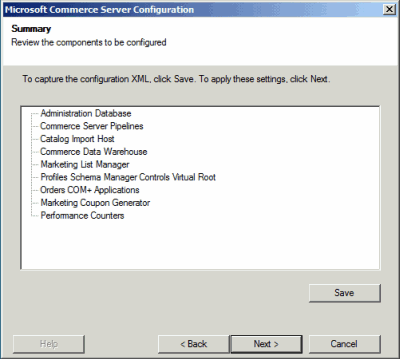 Microsoft Commerce Server Configuration
Summary
Review the components to be configured
To capture the configuration XML, click Save. To apply these settings, click Next.
Administration Database
Commerce Server Pipelines
Catalog Import Host
Commerce Data Warehouse
Marketing List Manager
Profiles Schema Manager Controls Virtual Root
Orders COM+ Applications
Marketing Coupon Generator
Performance Counters
Save
Help
< Back
Next >
Cancel